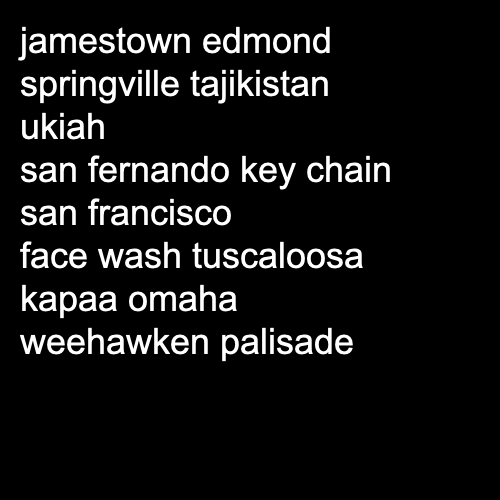 jamestown edmond
springville tajikistan
ukiah
san fernando key chain
san francisco
face wash tuscaloosa
kapaa omaha
weehawken palisade